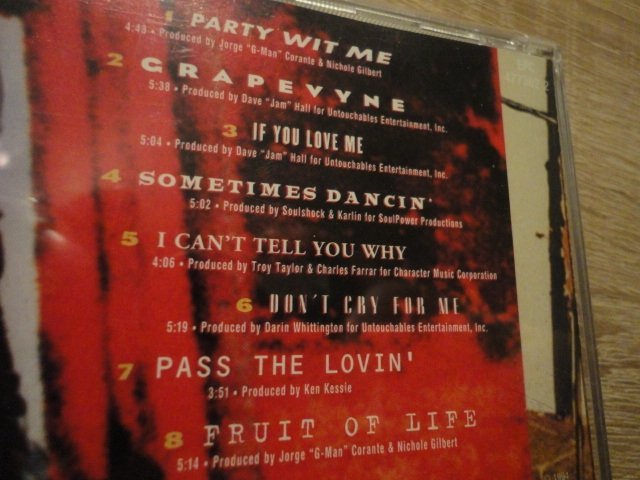 1 PARTY WIT ME
4:43 • Produced by Jorge "G-Man" Corante & Nichole Gilbert
2 GRAPEVYNE
5:38 • Produced by Dave "Jam" Hall for Untouchables Entertainment, Inc.
3 IF YOU LOVE ME
5:04 • Produced by Dave "Jam" Hall for Untouchables Entertainment, Inc.
4 SOMETIMES DANCIN'
5:02 • Produced by Soulshock & Karlin for SoulPower Productions
5 I CAN'T TELL YOU WHY
4:06 • Produced by Troy Taylor & Charles Farrar for Character Music Corporation
6 DON'T CRY FOR ME
5:19 • Produced by Darin Whittington for Untouchables Entertainment, Inc.
7 PASS THE LOVIN'
3:51 • Produced by Ken Kessie
8 FRUIT OF LIFE
5:14 • Produced by Jorge "G-Man" Corante & Nichole Gilbert